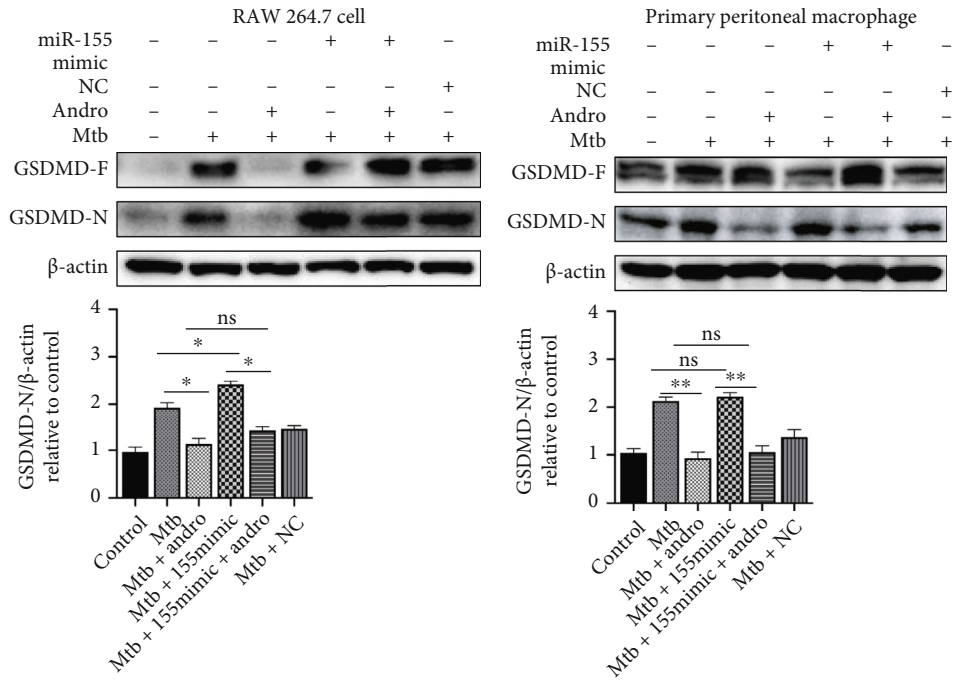 RAW 264.7 cell
miR-155 – – – + + –
mimic
NC – – – – – +
Andro – – + – + –
Mtb – + + + + +
GSDMD-F
GSDMD-N
β-actin
4
3
2
1
0
GSDMD-N/β-actin
relative to control
ns
*
*
*
Control
Mtb
Mtb + andro
Mtb + 155mimic
Mtb + 155mimic + andro
Mtb + NC
Primary peritoneal macrophage
miR-155 – – – + + –
mimic
NC – – – – – +
Andro – – + – + –
Mtb – + + + + +
GSDMD-F
GSDMD-N
β-actin
4
3
2
1
0
GSDMD-N/β-actin
relative to control
ns
ns
**
**
Control
Mtb
Mtb + andro
Mtb + 155mimic
Mtb + 155mimic + andro
Mtb + NC